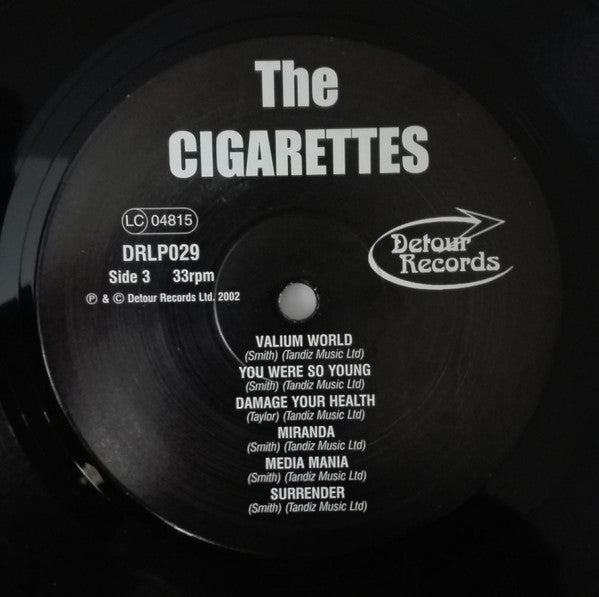 The
CIGARETTES
LC 04815
DRLP029
Side 3 33rpm
℗ & © Detour Records Ltd. 2002
Detour
Records
VALIUM WORLD
(Smith) (Tandiz Music Ltd)
YOU WERE SO YOUNG
(Smith) (Tandiz Music Ltd)
DAMAGE YOUR HEALTH
(Taylor) (Tandiz Music Ltd)
MIRANDA
(Smith) (Tandiz Music Ltd)
MEDIA MANIA
(Smith) (Tandiz Music Ltd)
SURRENDER
(Smith) (Tandiz Music Ltd)